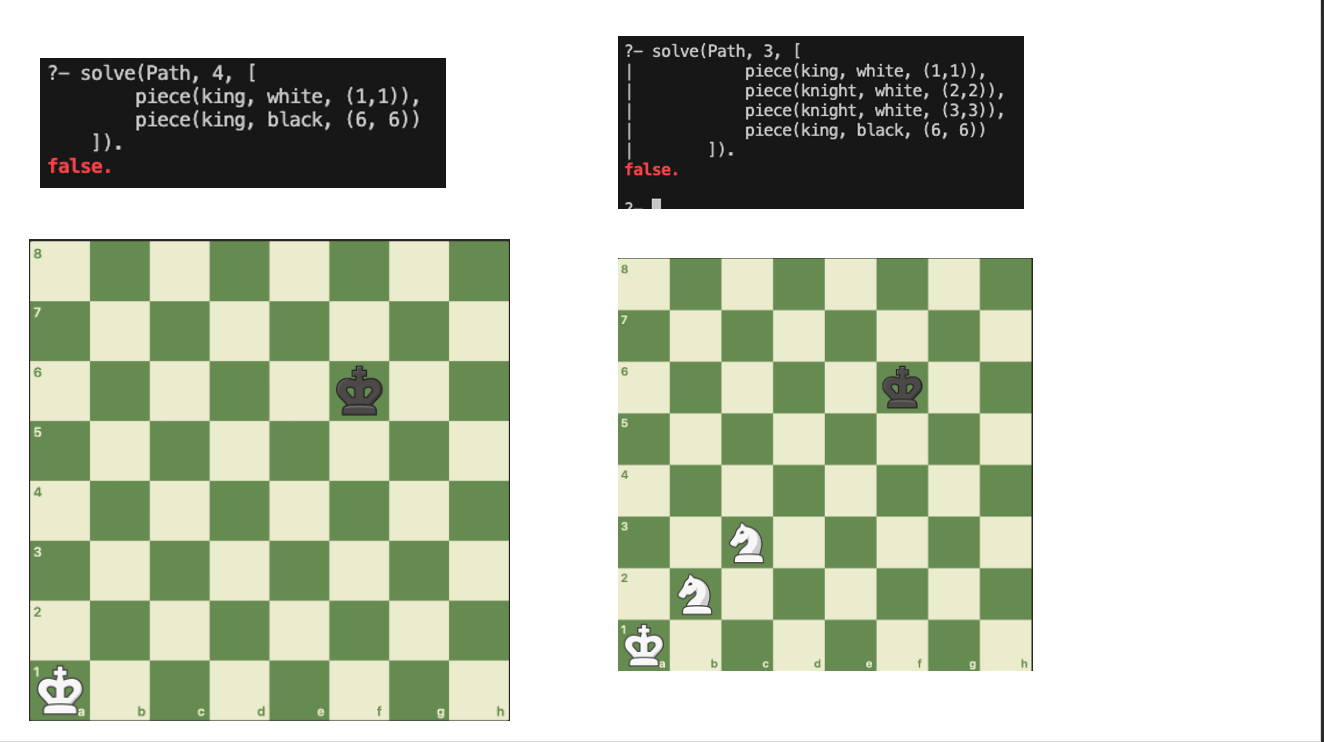 ?- solve(Path, 4, [
piece(king, white, (1,1)),
piece(king, black, (6, 6))
]).
false.
?- solve(Path, 3, [
|           piece(king, white, (1,1)),
|           piece(knight, white, (2,2)),
|           piece(knight, white, (3,3)),
|           piece(king, black, (6, 6))
|       ]).
false.
?-
8
7
6
5
4
3
2
1
a b c d e f g h
8
7
6
5
4
3
2
1
a b c d e f g h